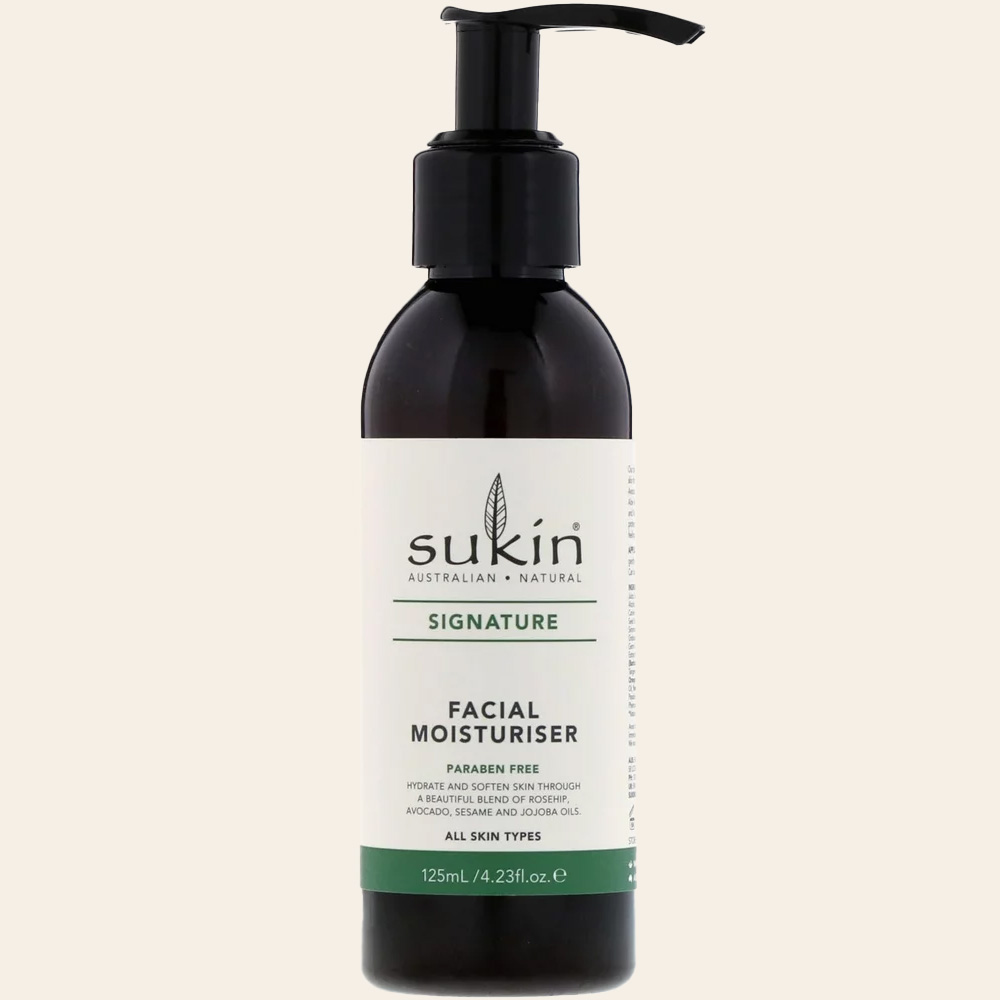 sukin®
AUSTRALIAN • NATURAL
SIGNATURE
FACIAL
MOISTURISER
PARABEN FREE
HYDRATE AND SOFTEN SKIN THROUGH
A BEAUTIFUL BLEND OF ROSEHIP,
AVOCADO, SESAME AND JOJOBA OILS.
ALL SKIN TYPES
125mL /4.23fl.oz.℮